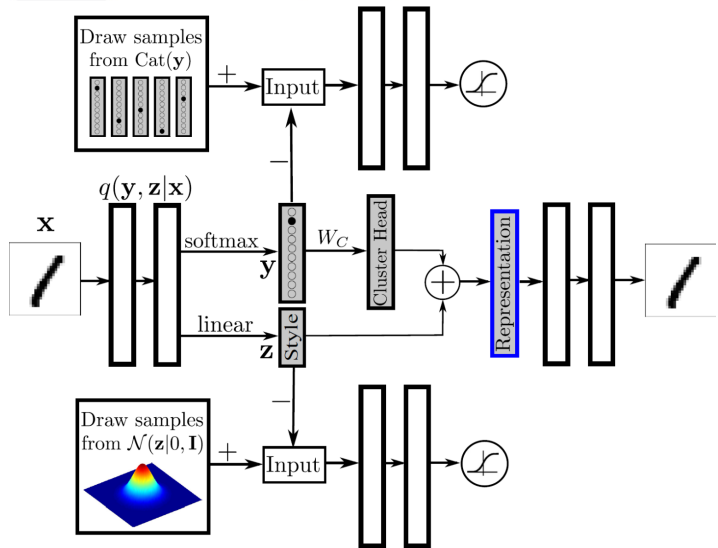 Draw samples
from Cat(𝐲)
+
Input
−
q(𝐲, 𝐳|𝐱)
𝐱
softmax
𝐲
W_C
Cluster Head
Representation
linear
𝐳
Style
−
Draw samples
from 𝒩(𝐳|0, 𝐈)
+
Input